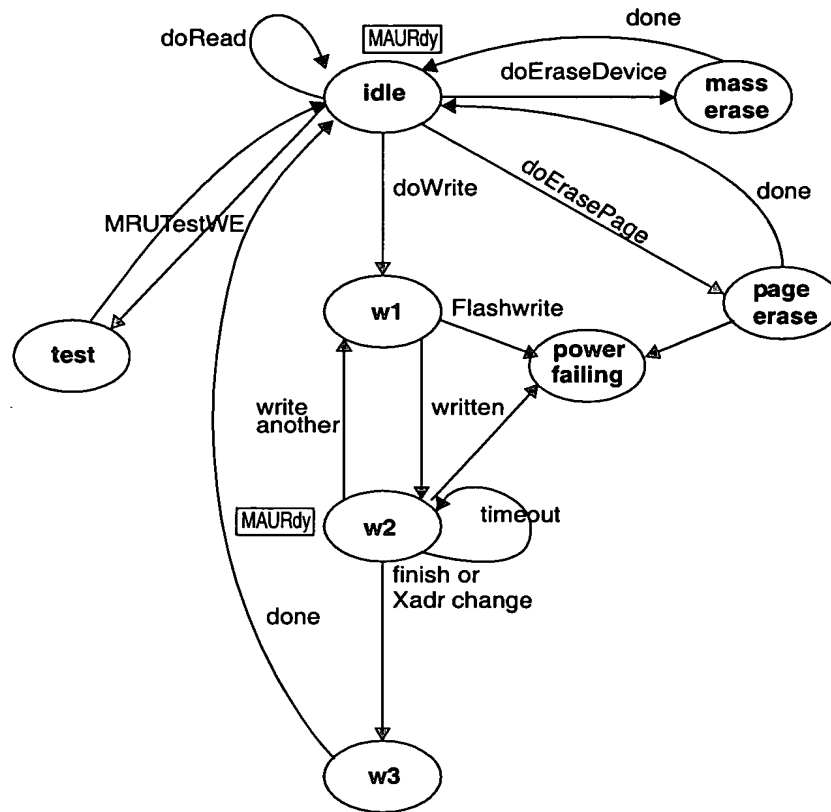 done
doRead
MAURdy
doEraseDevice
idle
mass
erase
doErasePage
doWrite
done
MRUTestWE
w1
Flashwrite
page
erase
test
power
failing
write
another
written
MAURdy
w2
timeout
finish or
Xadr change
done
w3